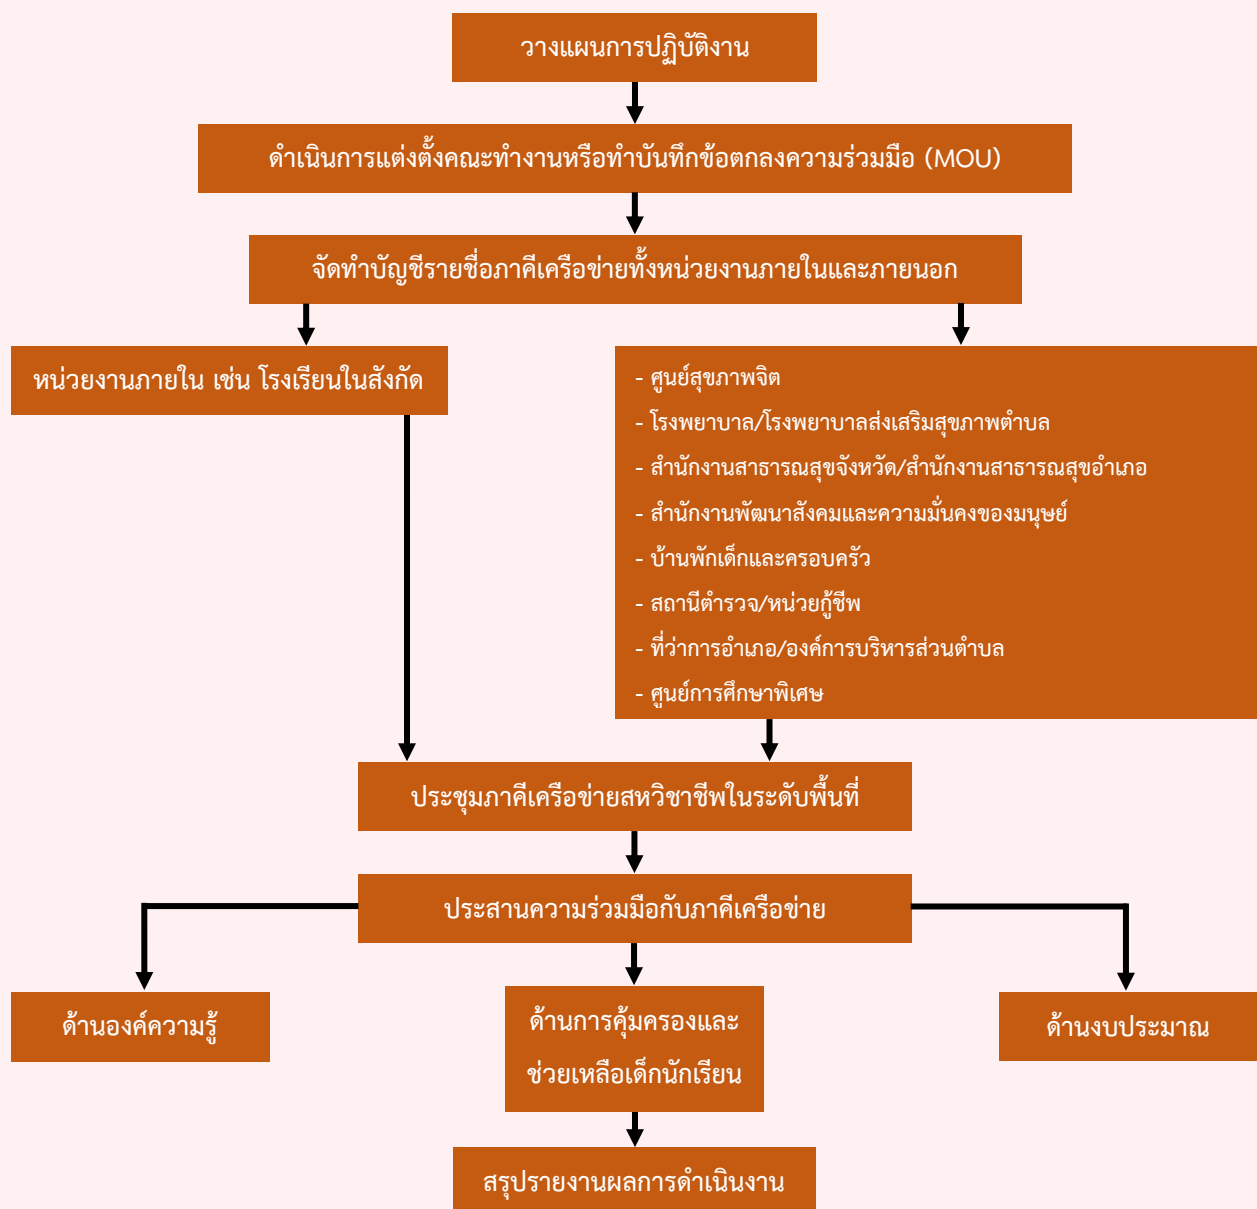 วางแผนการปฏิบัติงาน
ดำเนินการแต่งตั้งคณะทำงานหรือทำบันทึกข้อตกลงความร่วมมือ (MOU)
จัดทำบัญชีรายชื่อภาคีเครือข่ายทั้งหน่วยงานภายในและภายนอก
หน่วยงานภายใน เช่น โรงเรียนในสังกัด
- ศูนย์สุขภาพจิต
- โรงพยาบาล/โรงพยาบาลส่งเสริมสุขภาพตำบล
- สำนักงานสาธารณสุขจังหวัด/สำนักงานสาธารณสุขอำเภอ
- สำนักงานพัฒนาสังคมและความมั่นคงของมนุษย์
- บ้านพักเด็กและครอบครัว
- สถานีตำรวจ/หน่วยกู้ชีพ
- ที่ว่าการอำเภอ/องค์การบริหารส่วนตำบล
- ศูนย์การศึกษาพิเศษ
ประชุมภาคีเครือข่ายสหวิชาชีพในระดับพื้นที่
ประสานความร่วมมือกับภาคีเครือข่าย
ด้านองค์ความรู้
ด้านการคุ้มครองและ
ช่วยเหลือเด็กนักเรียน
ด้านงบประมาณ
สรุปรายงานผลการดำเนินงาน